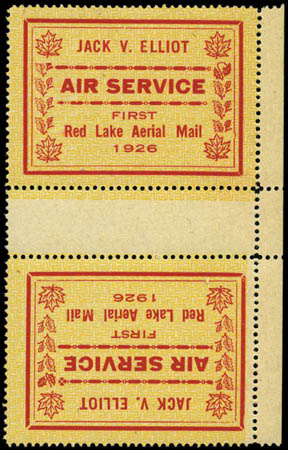 JACK V. ELLIOT
AIR SERVICE
FIRST
Red Lake Aerial Mail
1926
JACK V. ELLIOT
AIR SERVICE
FIRST
Red Lake Aerial Mail
1926